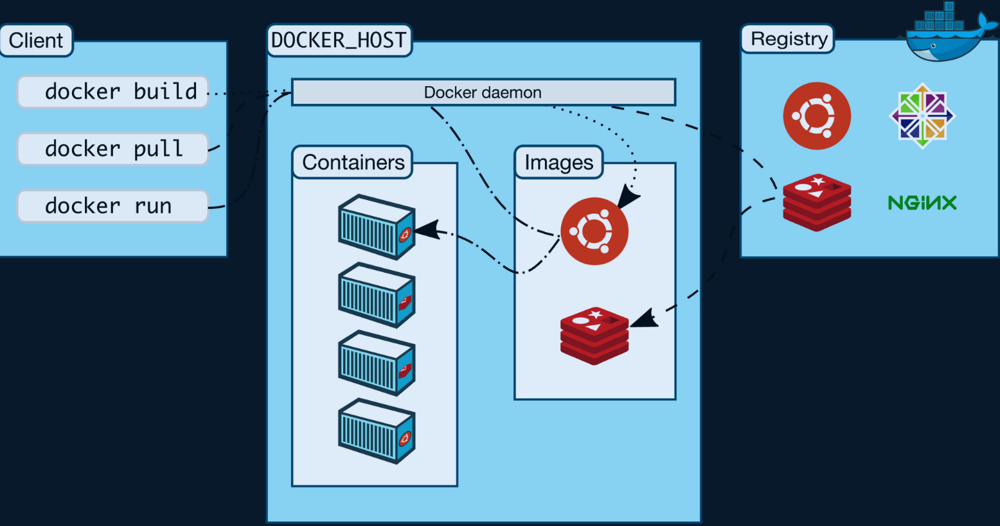 Client
docker build
docker pull
docker run
DOCKER_HOST
Docker daemon
Containers
Images
Registry
NGINX